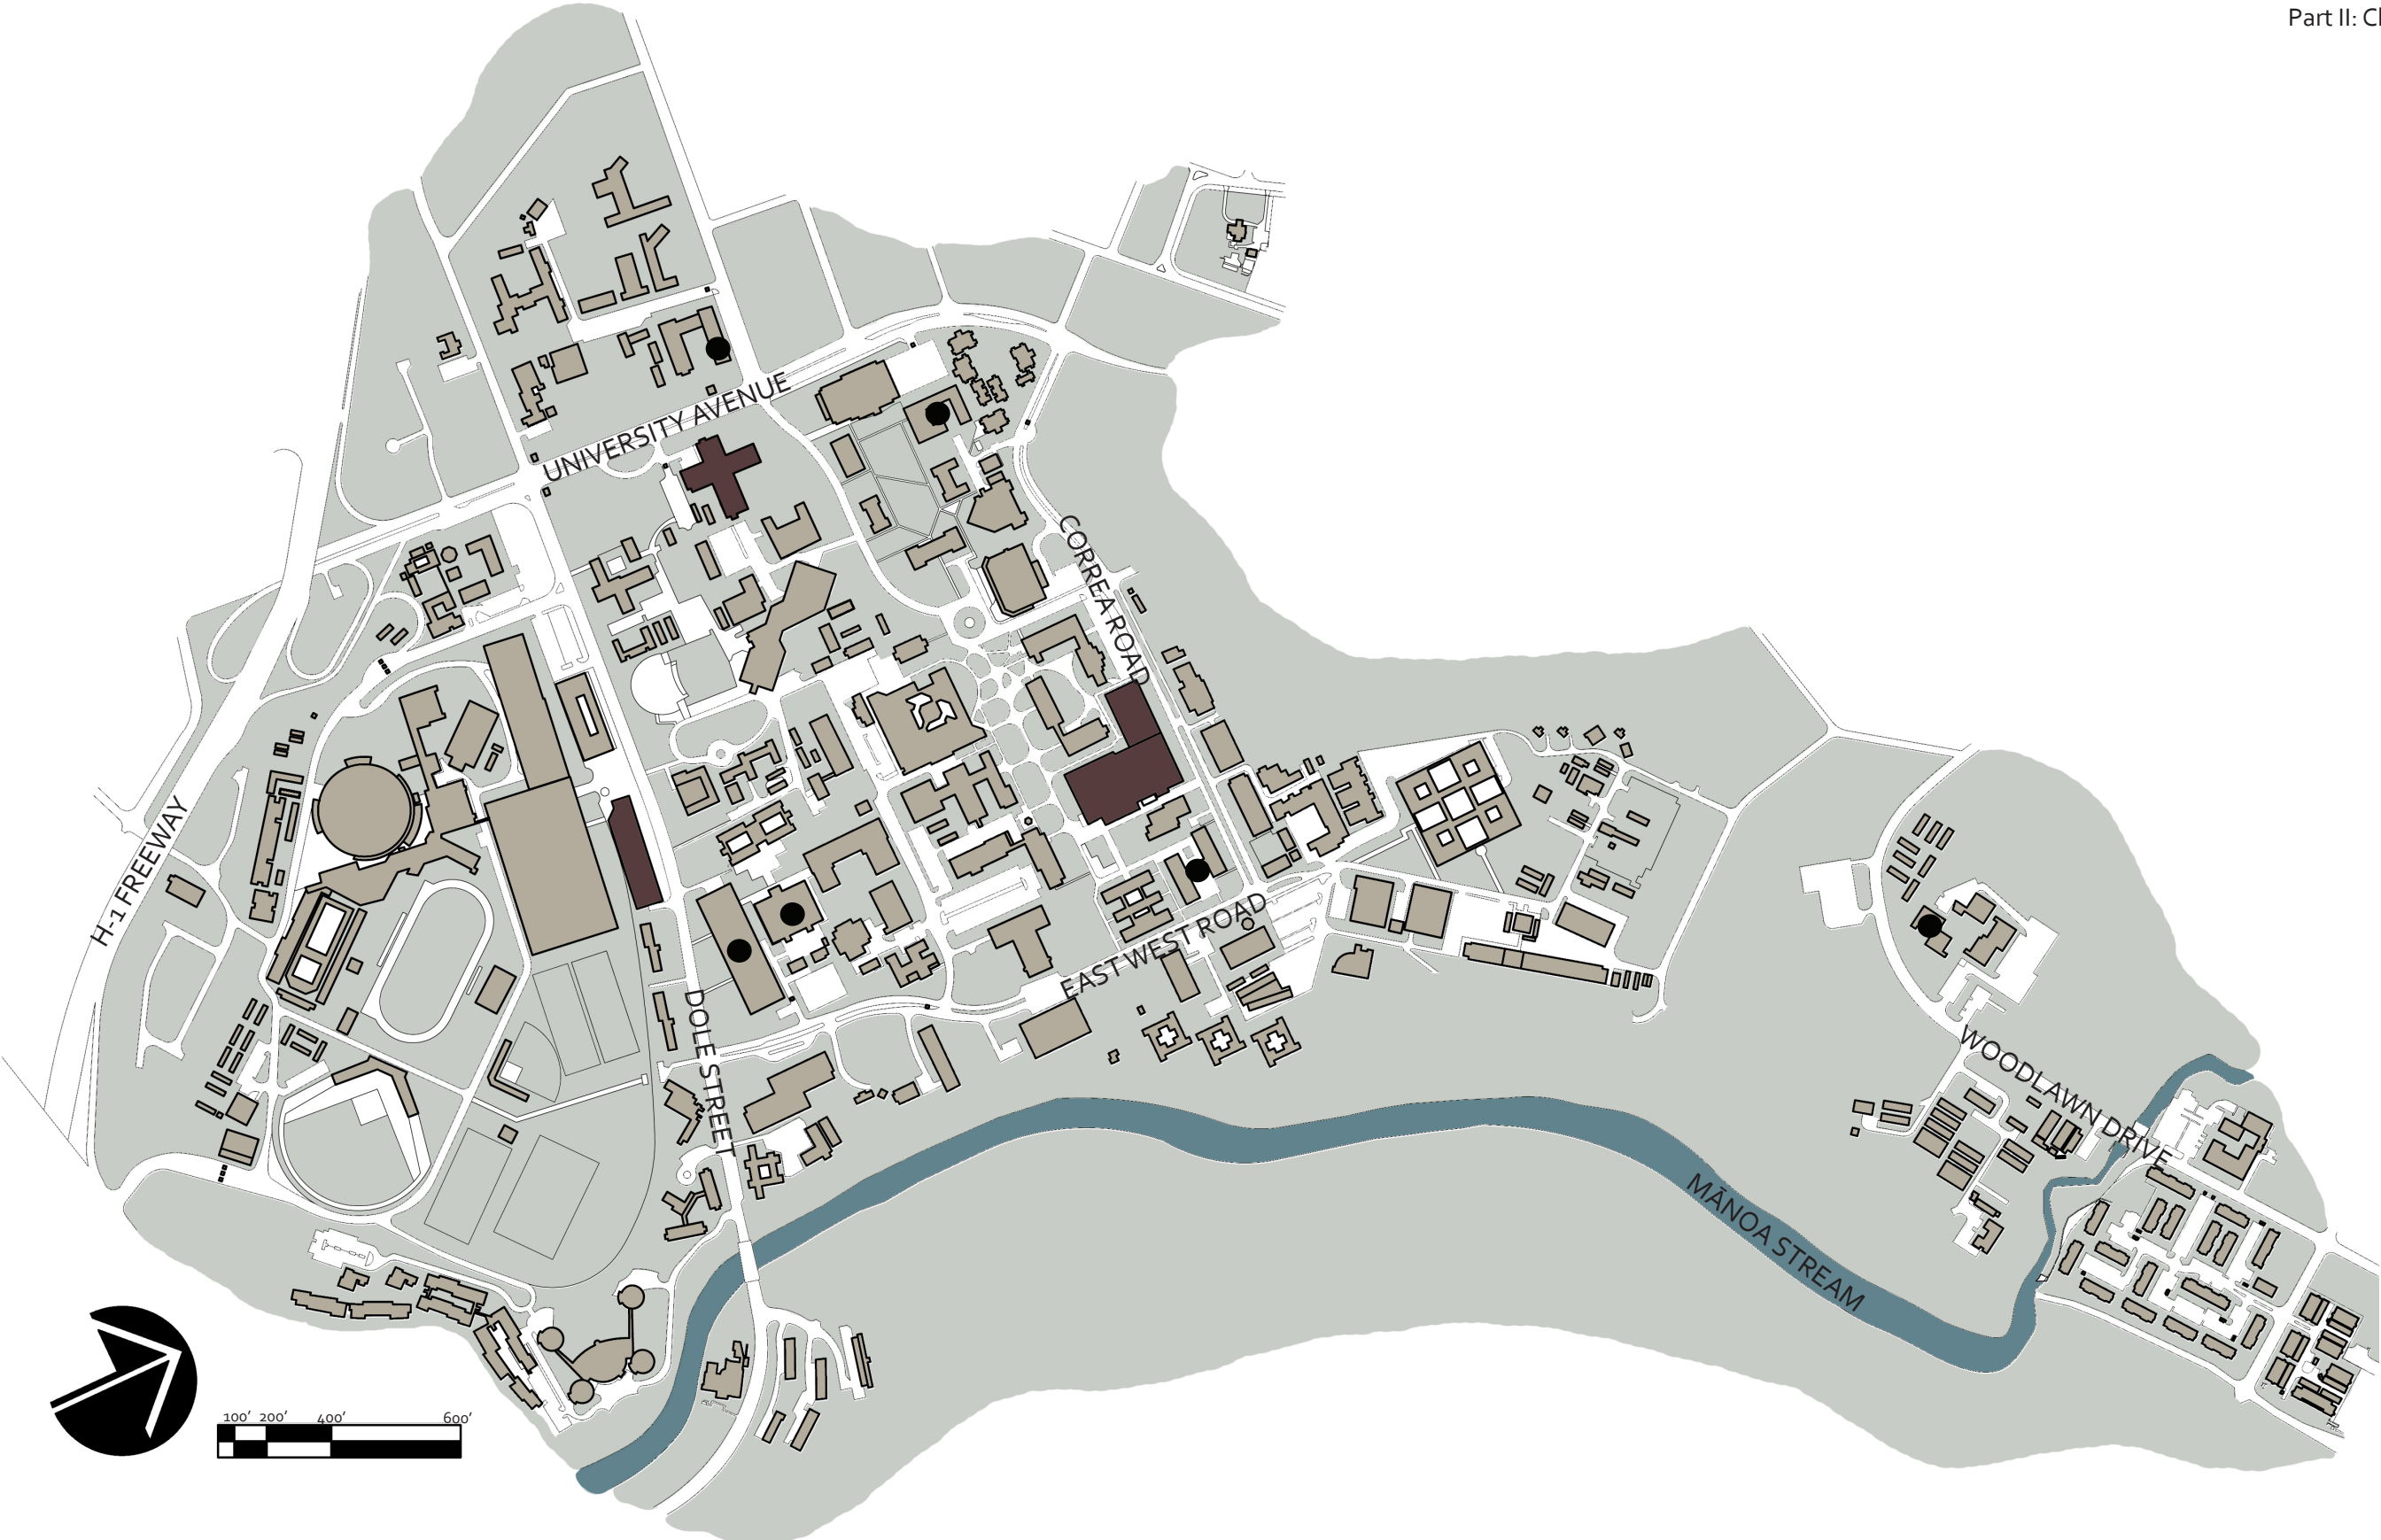 Part II: Cl
UNIVERSITY AVENUE
CORREA ROAD
H-1 FREEWAY
EAST WEST ROAD
DOLE STREET
WOODLAWN DRIVE
MĀNOA STREAM
100’ 200’ 400’ 600’